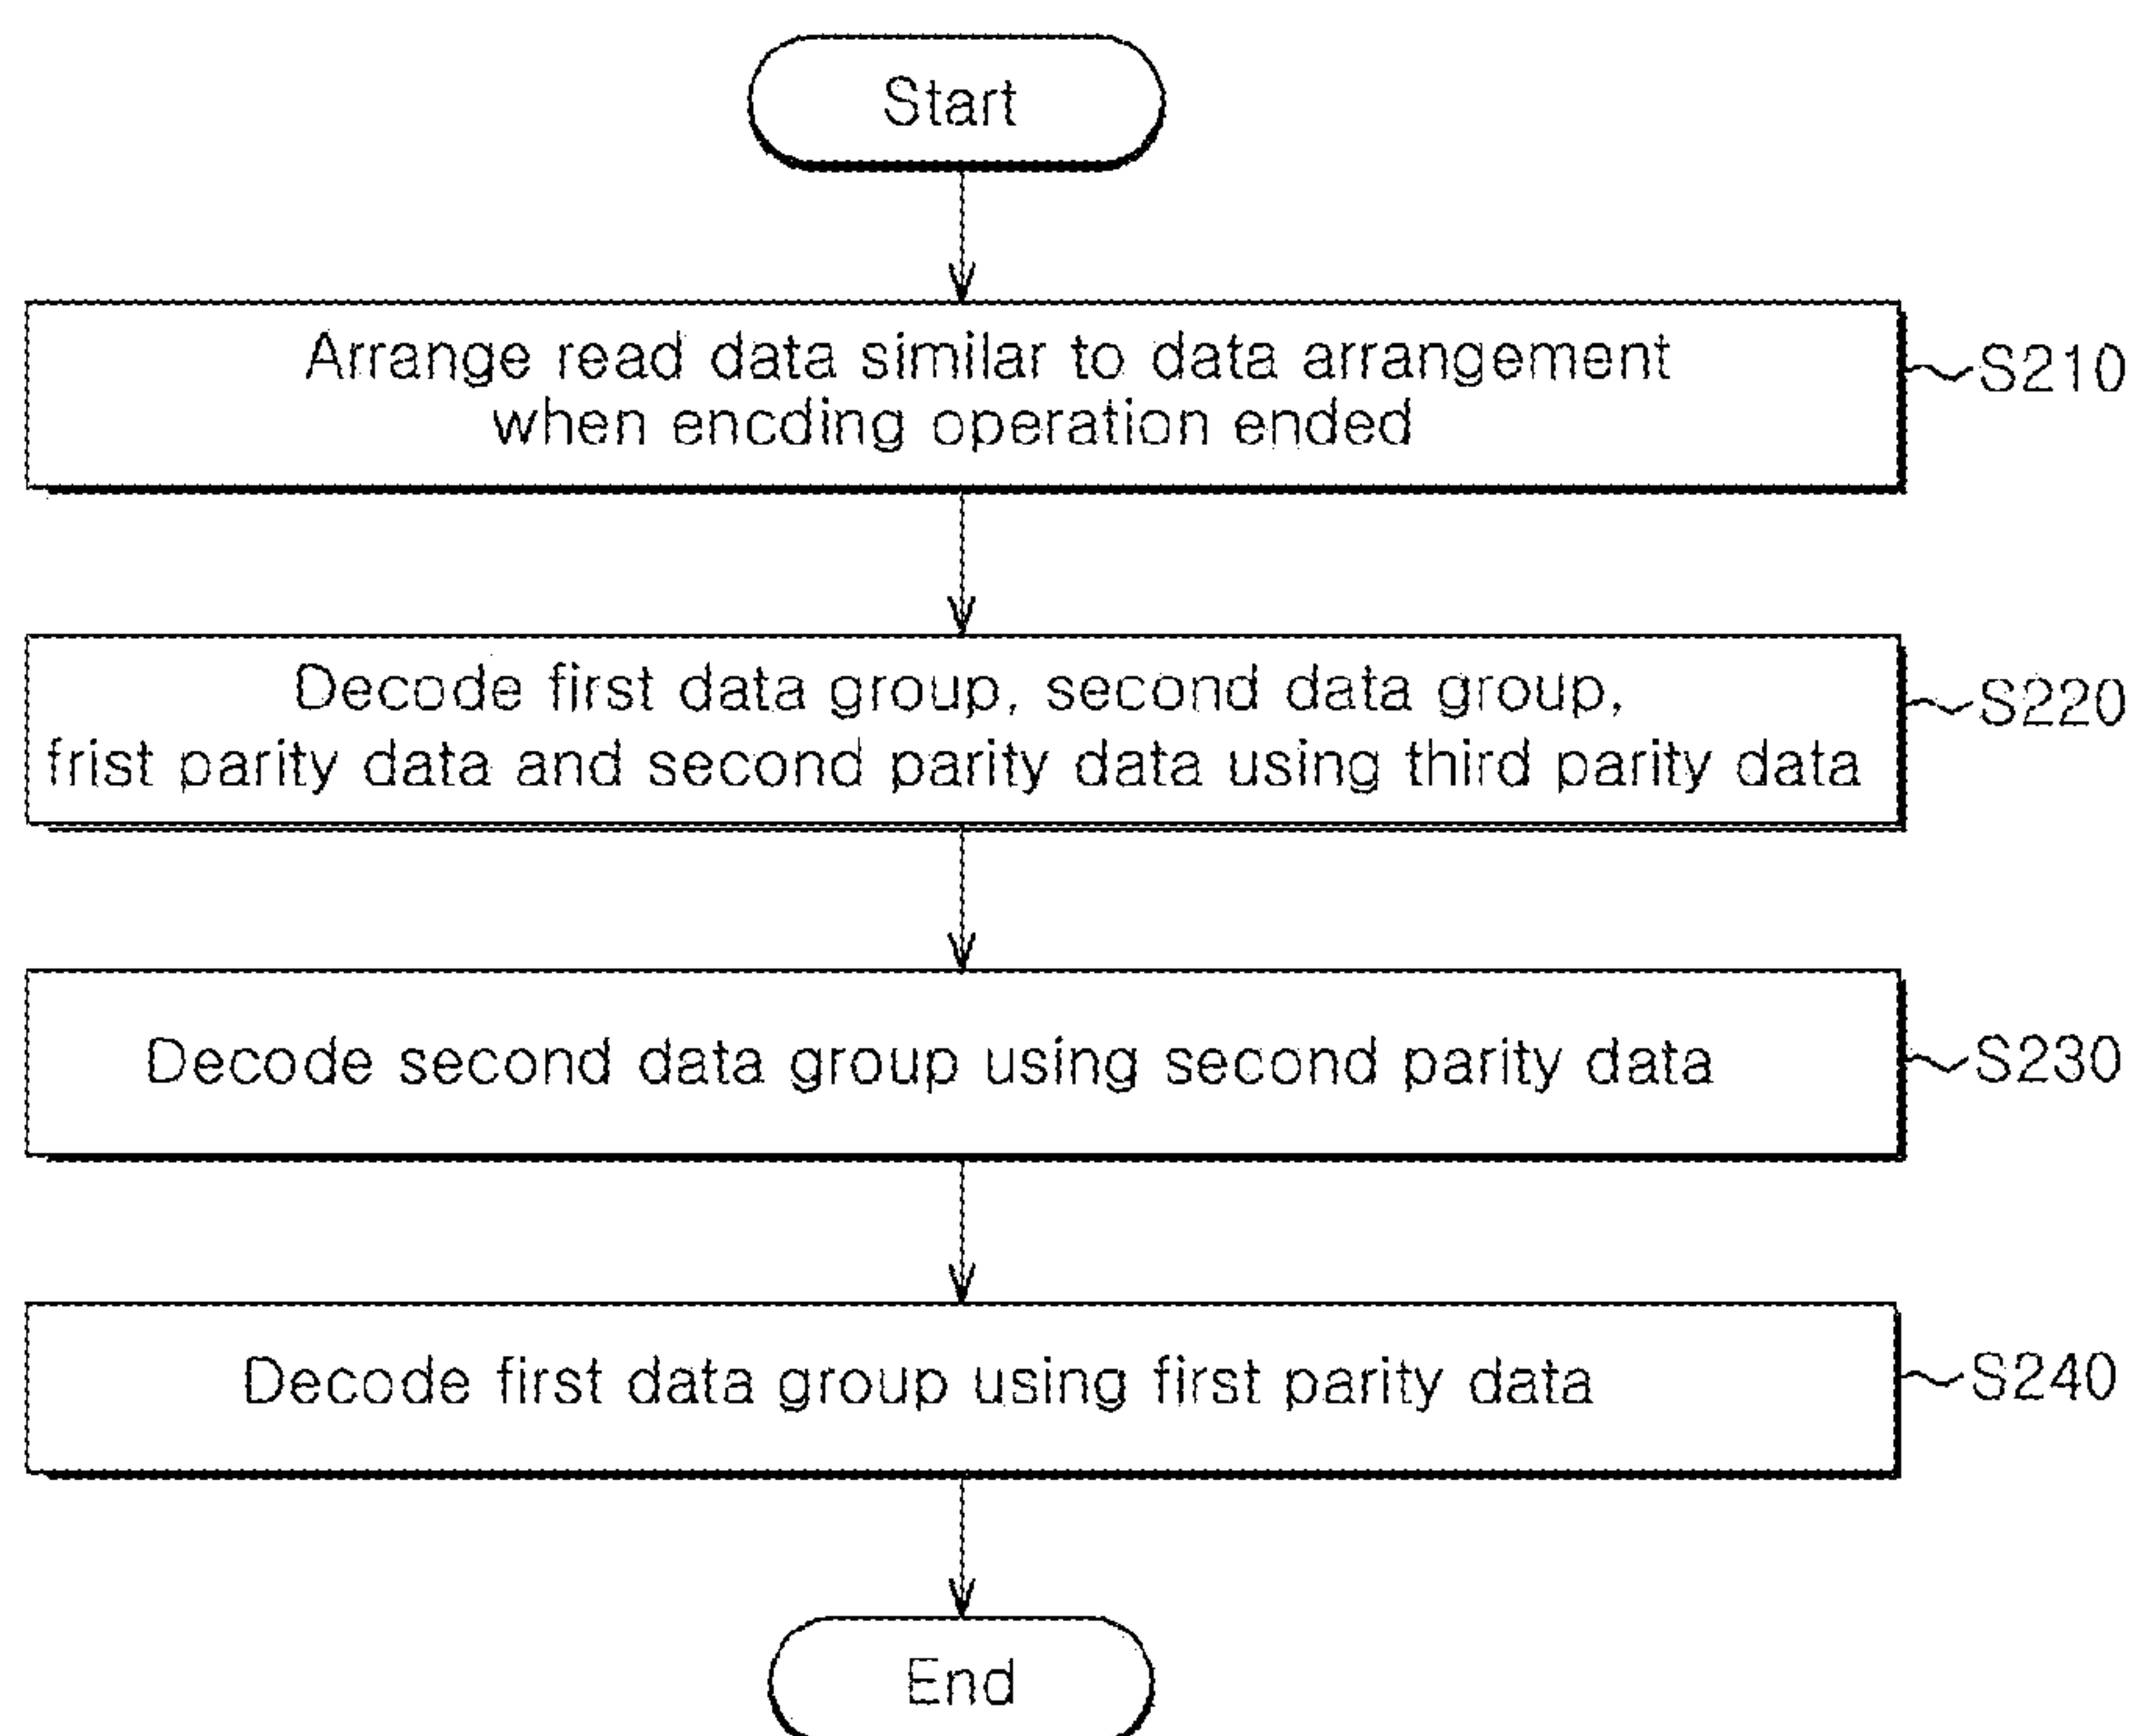 Start
Arrange read data similar to data arrangement
when encding operation ended
S210
Decode first data group, second data group,
frist parity data and second parity data using third parity data
S220
Decode second data group using second parity data
S230
Decode first data group using first parity data
S240
End